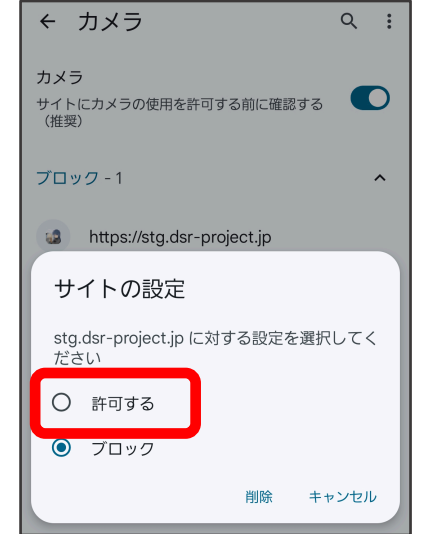 カメラ
カメラ
サイトにカメラの使用を許可する前に確認する
（推奨）
ブロック - 1
https://stg.dsr-project.jp
サイトの設定
stg.dsr-project.jp に対する設定を選択してく
ださい
許可する
ブロック
削除 キャンセル